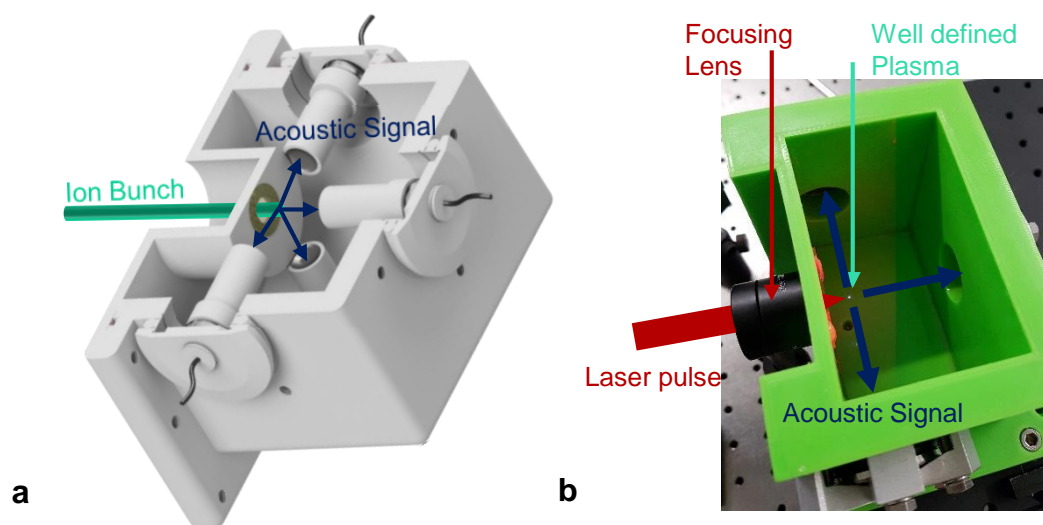 Acoustic Signal
Ion Bunch
a
Focusing
Lens
Well defined
Plasma
Laser pulse
Acoustic Signal
b